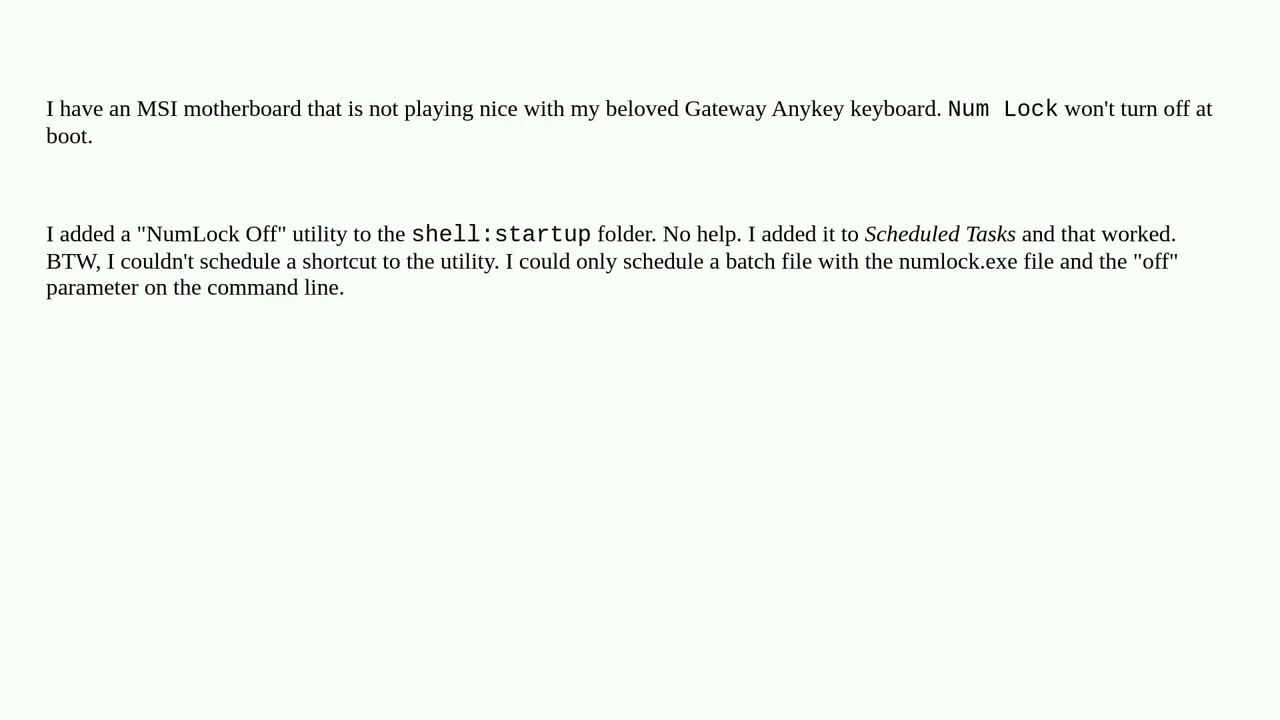 I have an MSI motherboard that is not playing nice with my beloved Gateway Anykey keyboard. Num Lock won't turn off at
boot.
I added a "NumLock Off" utility to the shell:startup folder. No help. I added it to Scheduled Tasks and that worked.
BTW, I couldn't schedule a shortcut to the utility. I could only schedule a batch file with the numlock.exe file and the "off"
parameter on the command line.